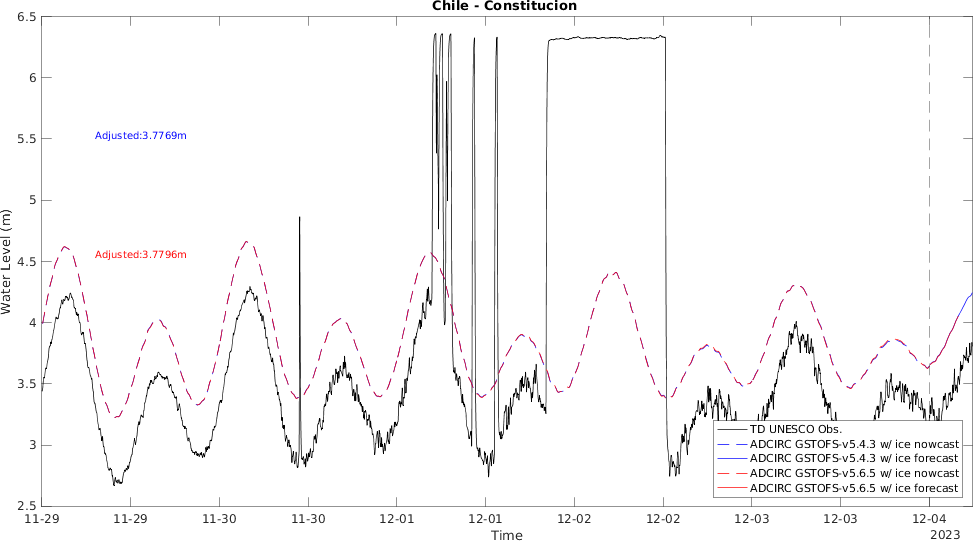 Chile - Constitucion
6.5
6
5.5
5
4.5
4
3.5
3
2.5
Water Level (m)
Adjusted:3.7769m
Adjusted:3.7796m
TD UNESCO Obs.
ADCIRC GSTOFS-v5.4.3 w/ ice nowcast
ADCIRC GSTOFS-v5.4.3 w/ ice forecast
ADCIRC GSTOFS-v5.6.5 w/ ice nowcast
ADCIRC GSTOFS-v5.6.5 w/ ice forecast
11-29 11-29 11-30 11-30 12-01 12-01 12-02 12-02 12-03 12-03 12-04
Time 2023